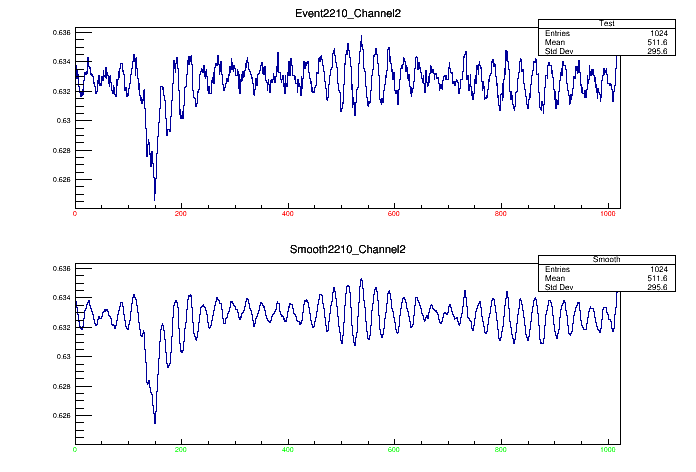 Event2210_Channel2
Test
Entries 1024
Mean 511.6
Std Dev 295.6
0.636
0.634
0.632
0.63
0.628
0.626
0 200 400 600 800 1000
Smooth2210_Channel2
Smooth
Entries 1024
Mean 511.6
Std Dev 295.6
0.636
0.634
0.632
0.63
0.628
0.626
0 200 400 600 800 1000